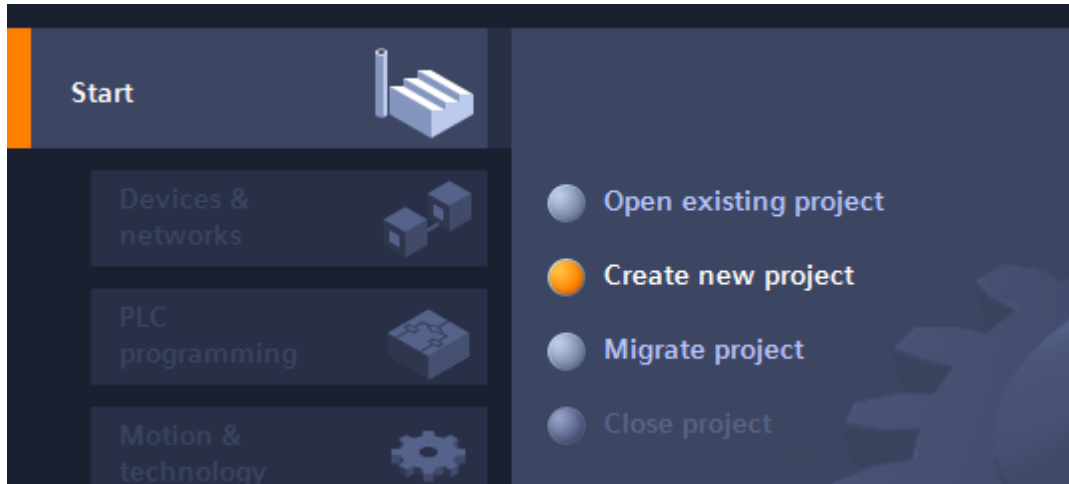 Start
Devices &
networks
PLC
programming
Motion &
technology
Open existing project
Create new project
Migrate project
Close project